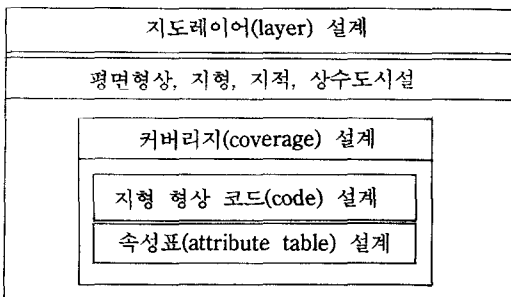 지도레이어(layer) 설계
평면형상, 지형, 지적, 상수도시설
커버리지(coverage) 설계
지형 형상 코드(code) 설계
속성표(attribute table) 설계